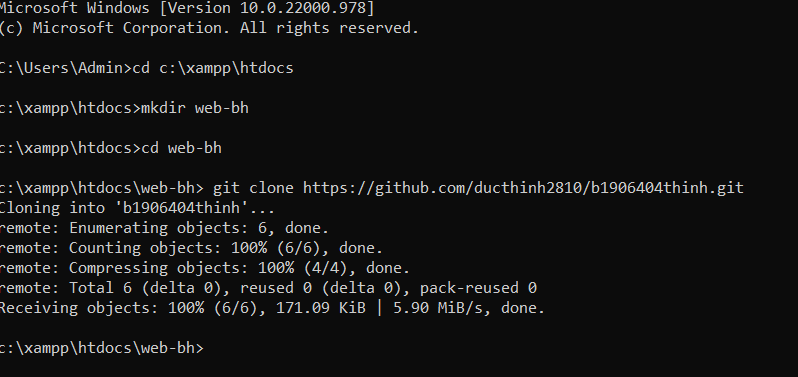 Microsoft Windows [Version 10.0.22000.978]
(c) Microsoft Corporation. All rights reserved.
C:\Users\Admin>cd c:\xampp\htdocs
c:\xampp\htdocs>mkdir web-bh
c:\xampp\htdocs>cd web-bh
c:\xampp\htdocs\web-bh> git clone https://github.com/ducthinh2810/b1906404thinh.git
Cloning into 'b1906404thinh'...
remote: Enumerating objects: 6, done.
remote: Counting objects: 100% (6/6), done.
remote: Compressing objects: 100% (4/4), done.
remote: Total 6 (delta 0), reused 0 (delta 0), pack-reused 0
Receiving objects: 100% (6/6), 171.09 KiB | 5.90 MiB/s, done.
c:\xampp\htdocs\web-bh>